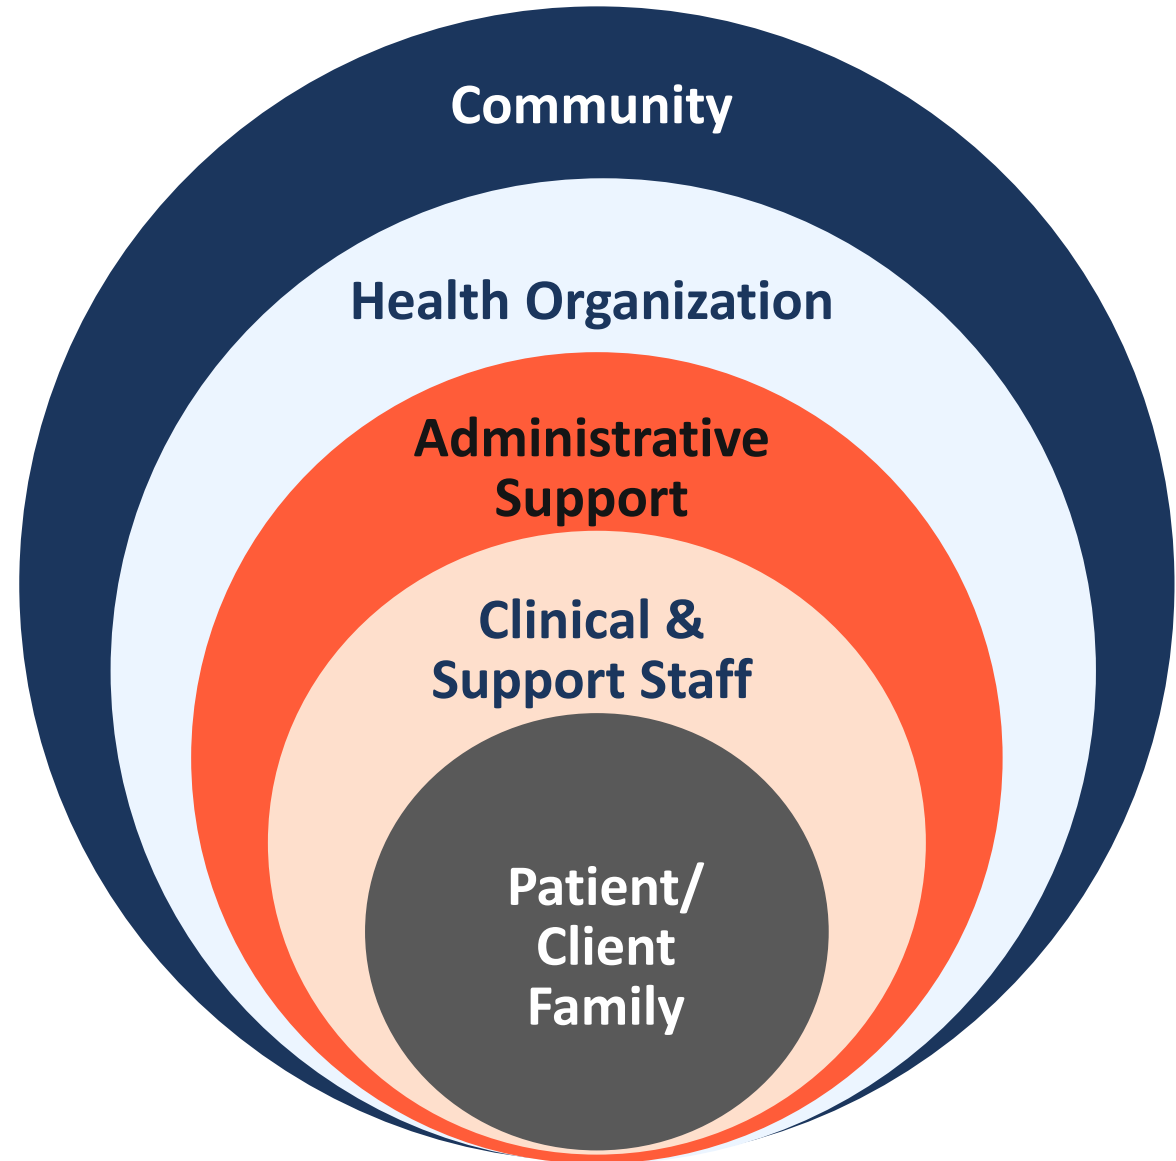 Community
Health Organization
Administrative
Support
Clinical &
Support Staff
Patient/
Client
Family